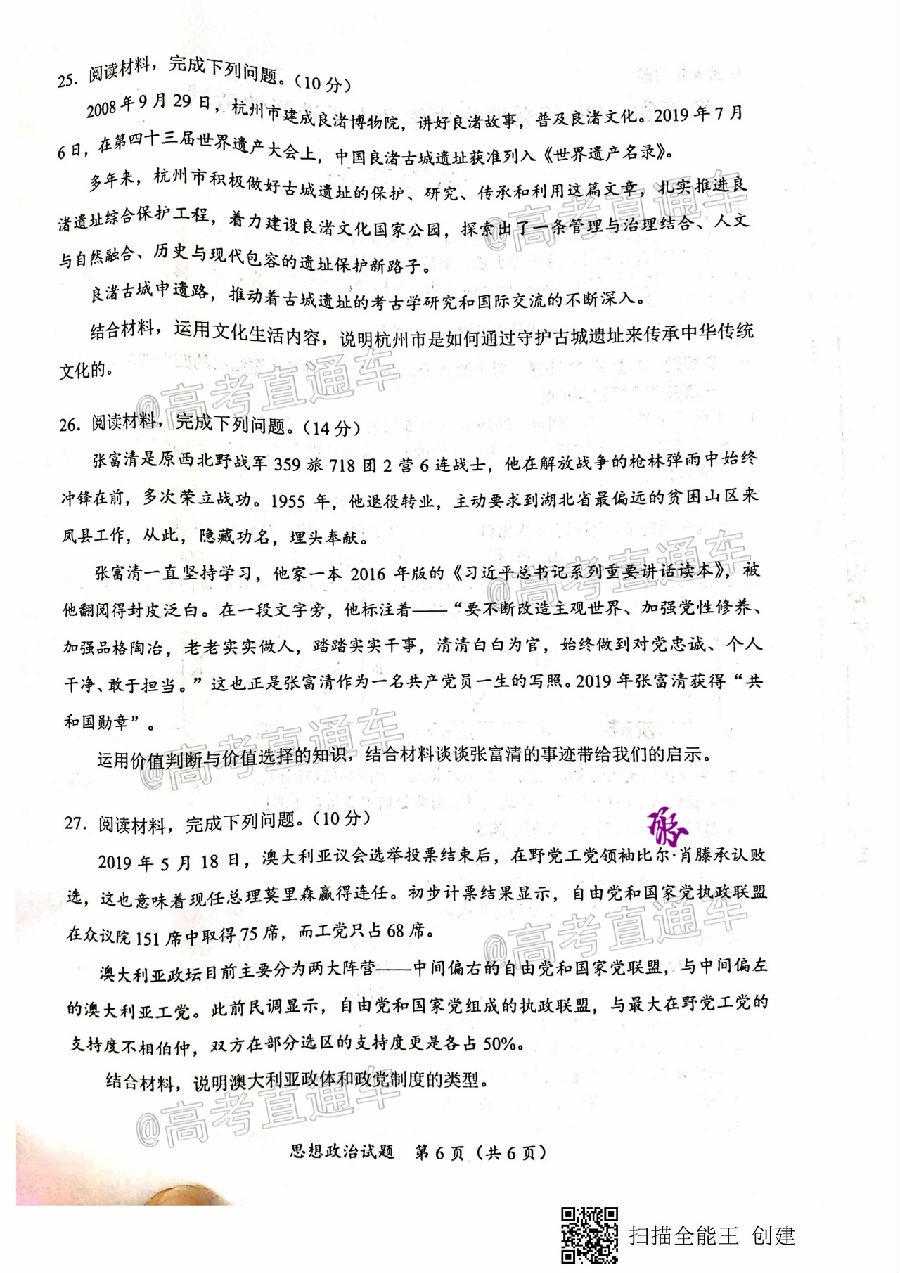 25. 阅读材料，完成下列问题。（10分）
2008年9月29日，杭州市建成良渚博物院，讲好良渚故事，普及良渚文化。2019年7月
6日，在第四十三届世界遗产大会上，中国良渚古城遗址获准列入《世界遗产名录》。
多年来，杭州市积极做好古城遗址的保护、研究、传承和利用这篇文章，扎实推进良
渚遗址综合保护工程，着力建设良渚文化国家公园，探索出了一条管理与治理结合、人文
与自然融合、历史与现代包容的遗址保护新路子。
@高考直通车
良渚古城申遗路，推动着古城遗址的考古学研究和国际交流的不断深入。
结合材料，运用文化生活内容，说明杭州市是如何通过守护古城遗址来传承中华传统
文化的。
@高考直通车
26. 阅读材料，完成下列问题。（14分）
张富清是原西北野战军359旅718团2营6连战士，他在解放战争的枪林弹雨中始终
冲锋在前，多次荣立战功。1955年，他退役转业，主动要求到湖北省最偏远的贫困山区来
凤县工作，从此，隐藏功名，埋头奉献。
@高考直通车
张富清一直坚持学习，他家一本2016年版的《习近平总书记系列重要讲话读本》，被
他翻阅得封皮泛白。在一段文字旁，他标注着——“要不断改造主观世界、加强党性修养、
加强品格陶冶，老老实实做人，踏踏实实干事，清清白白为官，始终做到对党忠诚、个人
干净、敢于担当。”这也正是张富清作为一名共产党员一生的写照。2019年张富清获得“共
和国勋章”。
@高考直通车
运用价值判断与价值选择的知识，结合材料谈谈张富清的事迹带给我们的启示。
27. 阅读材料，完成下列问题。（10分）
2019年5月18日，澳大利亚议会选举投票结束后，在野党工党领袖比尔·肖滕承认败
选，这也意味着现任总理莫里森赢得连任。初步计票结果显示，自由党和国家党执政联盟
在众议院151席中取得75席，而工党只占68席。
@高考直通车
澳大利亚政坛目前主要分为两大阵营——中间偏右的自由党和国家党联盟，与中间偏左
的澳大利亚工党。此前民调显示，自由党和国家党组成的执政联盟，与最大在野党工党的
支持度不相伯仲，双方在部分选区的支持度更是各占50%。
结合材料，说明澳大利亚政体和政党制度的类型。
@高考直通车
思想政治试题 第6页（共6页）
扫描全能王 创建